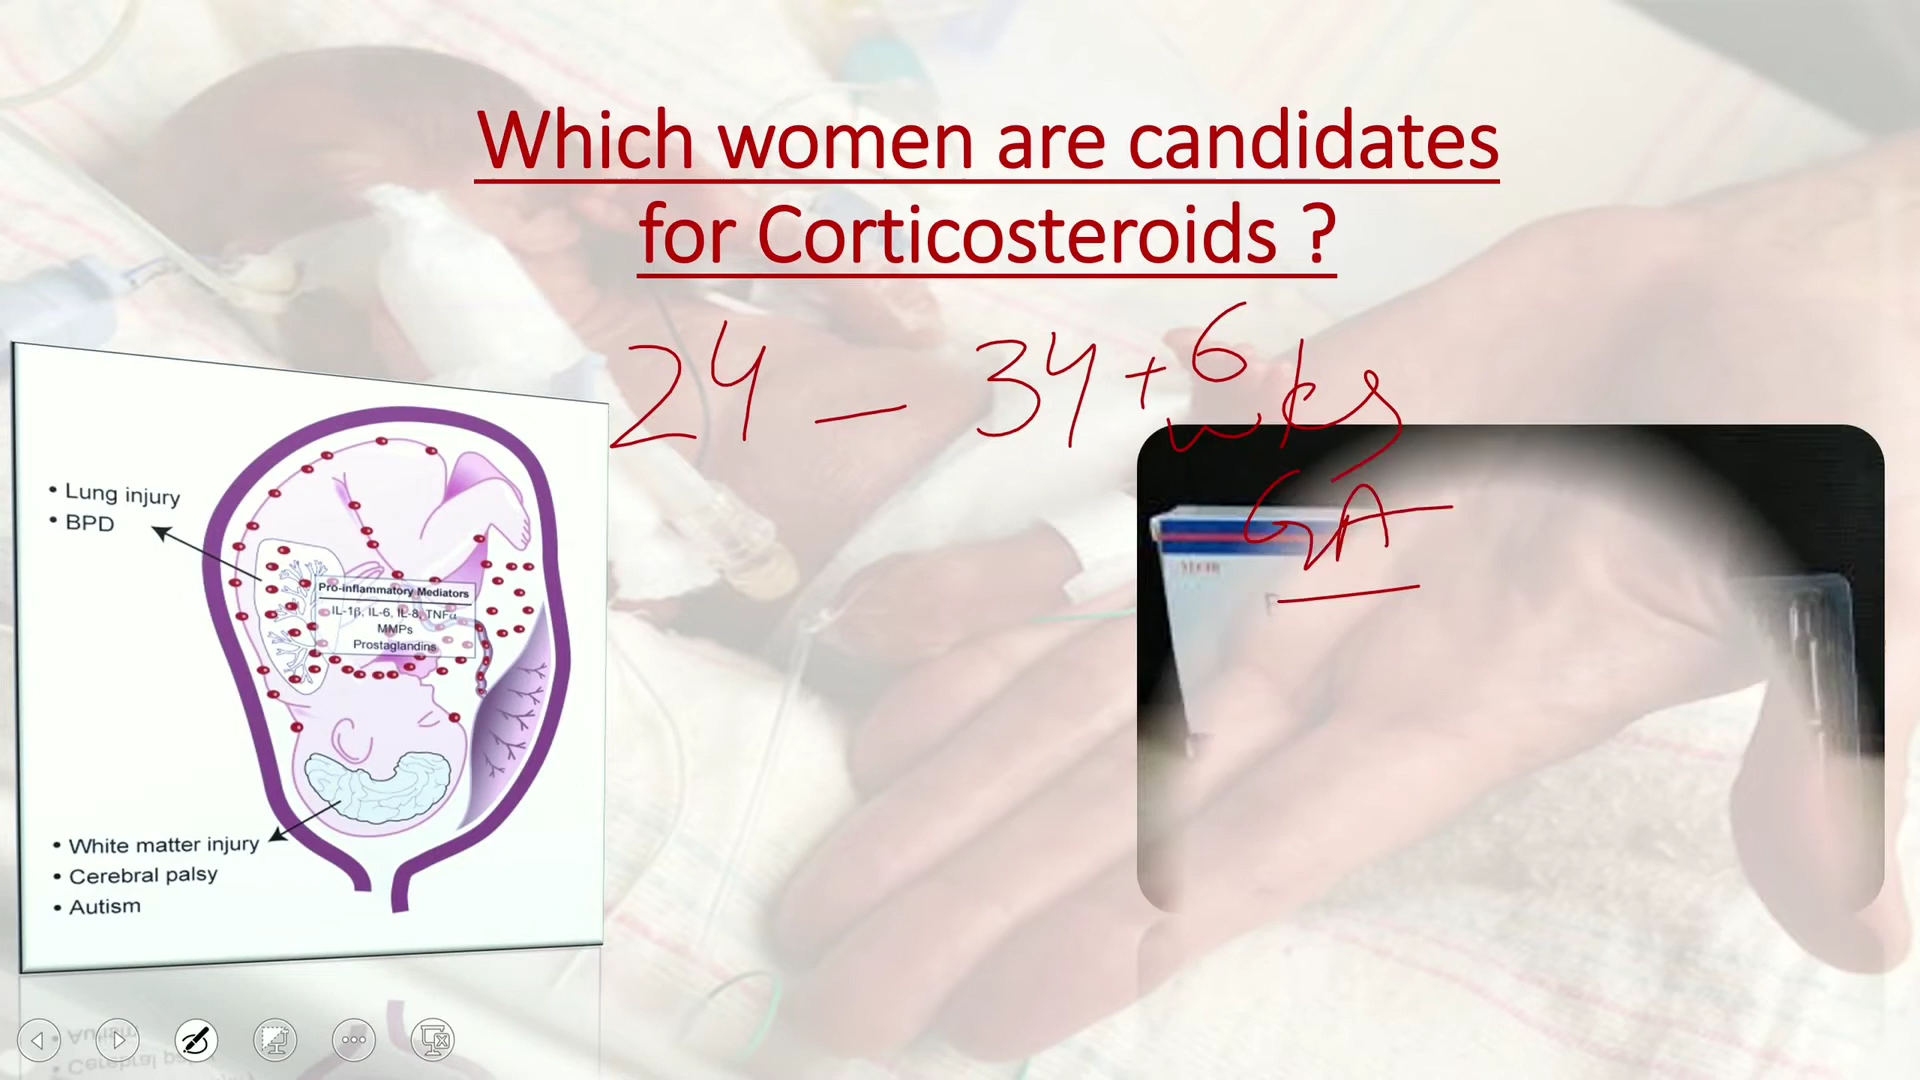 Which women are candidates
for Corticosteroids ?
24 – 34+6 wks
GA
• Lung injury
• BPD
Pro-inflammatory Mediators
IL-1β, IL-6, IL-8, TNFα
MMPs
Prostaglandins
• White matter injury
• Cerebral palsy
• Autism
• Autism